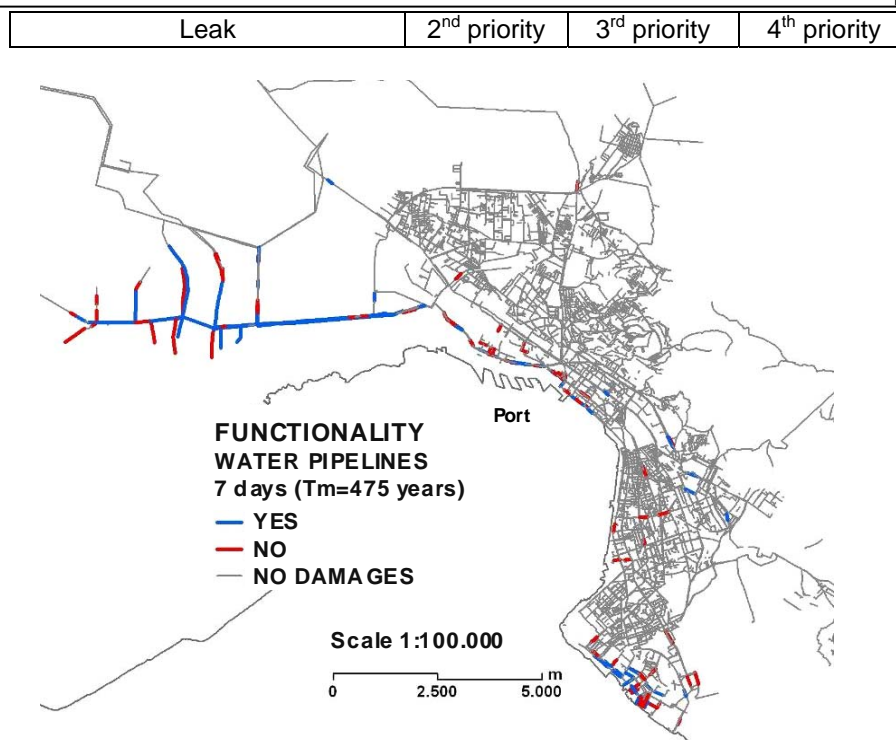 Leak 2nd priority 3rd priority 4th priority
Port
FUNCTIONALITY
WATER PIPELINES
7 days (Tm=475 years)
YES
NO
NO DAMAGES
Scale 1:100.000
m
0 2.500 5.000